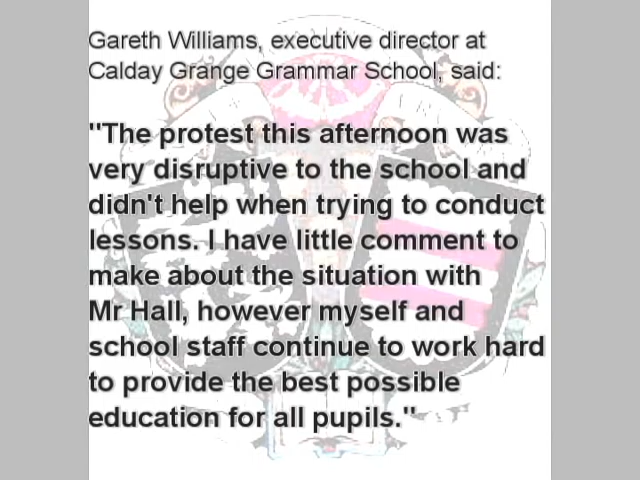 Gareth Williams, executive director at
Calday Grange Grammar School, said:
"The protest this afternoon was
very disruptive to the school and
didn't help when trying to conduct
lessons. I have little comment to
make about the situation with
Mr Hall, however myself and
school staff continue to work hard
to provide the best possible
education for all pupils."